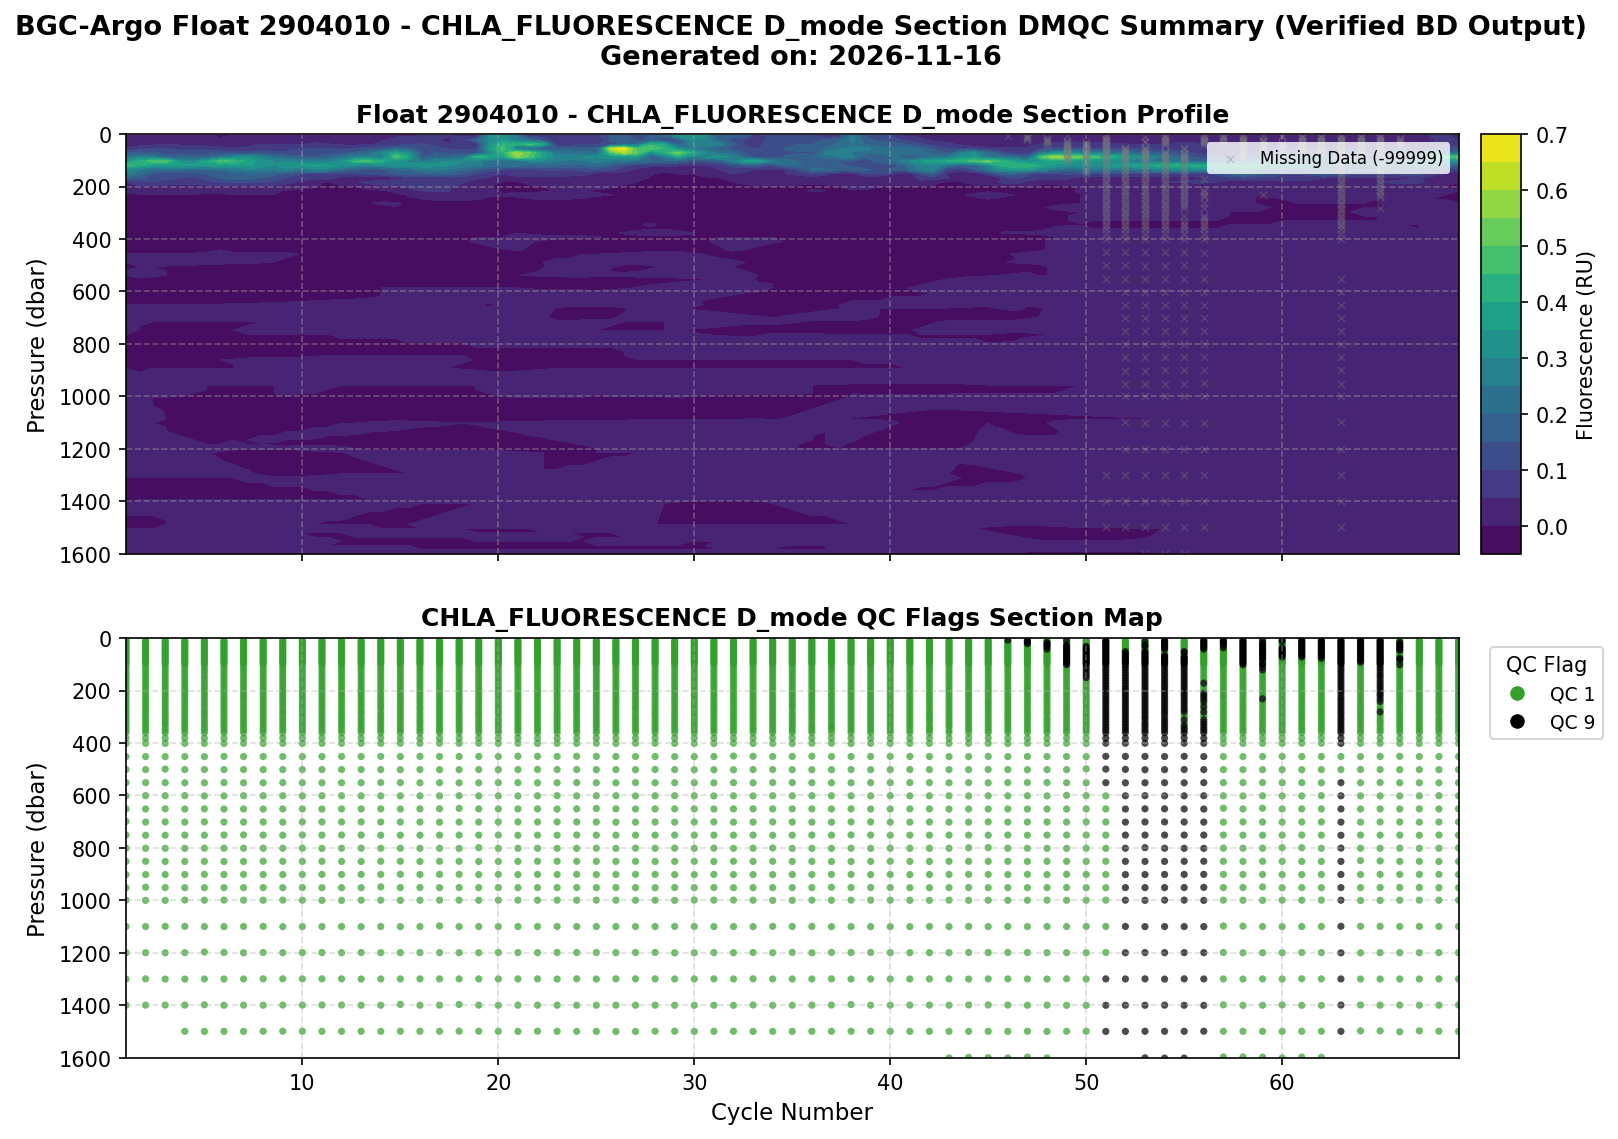 BGC-Argo Float 2904010 - CHLA_FLUORESCENCE D_mode Section DMQC Summary (Verified BD Output)
Generated on: 2026-11-16
Float 2904010 - CHLA_FLUORESCENCE D_mode Section Profile
Missing Data (-99999)
0
200
400
600
800
1000
1200
1400
1600
Pressure (dbar)
0.7
0.6
0.5
0.4
0.3
0.2
0.1
0.0
Fluorescence (RU)
CHLA_FLUORESCENCE D_mode QC Flags Section Map
0
200
400
600
800
1000
1200
1400
1600
Pressure (dbar)
QC Flag
QC 1
QC 9
10
20
30
40
50
60
Cycle Number